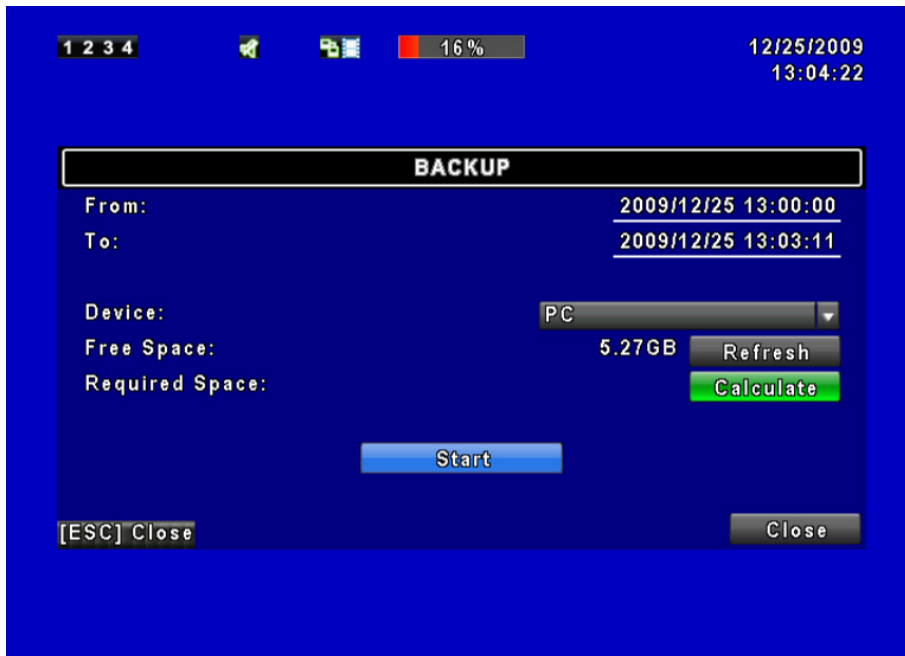 1 2 3 4 16% 12/25/2009
13:04:22
BACKUP
From: 2009/12/25 13:00:00
To: 2009/12/25 13:03:11
Device: PC
Free Space: 5.27GB Refresh
Required Space: Calculate
Start
[ESC] Close Close